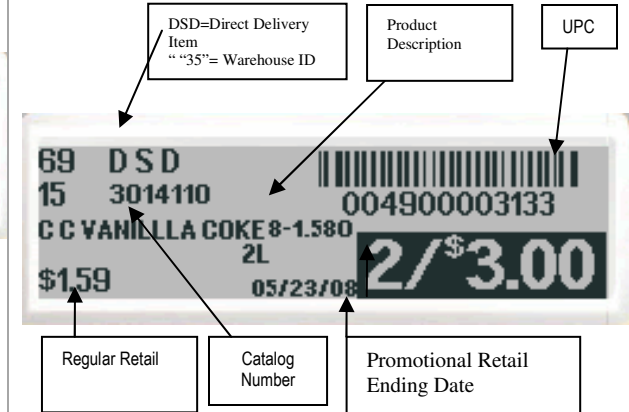 DSD=Direct Delivery
Item
“ “35”= Warehouse ID
Product
Description
UPC
69 DSD
15 3014110
004900003133
C C VANILLLA COKE 8-1.580
2L
$1.59
05/23/08
2/$3.00
Regular Retail
Catalog
Number
Promotional Retail
Ending Date